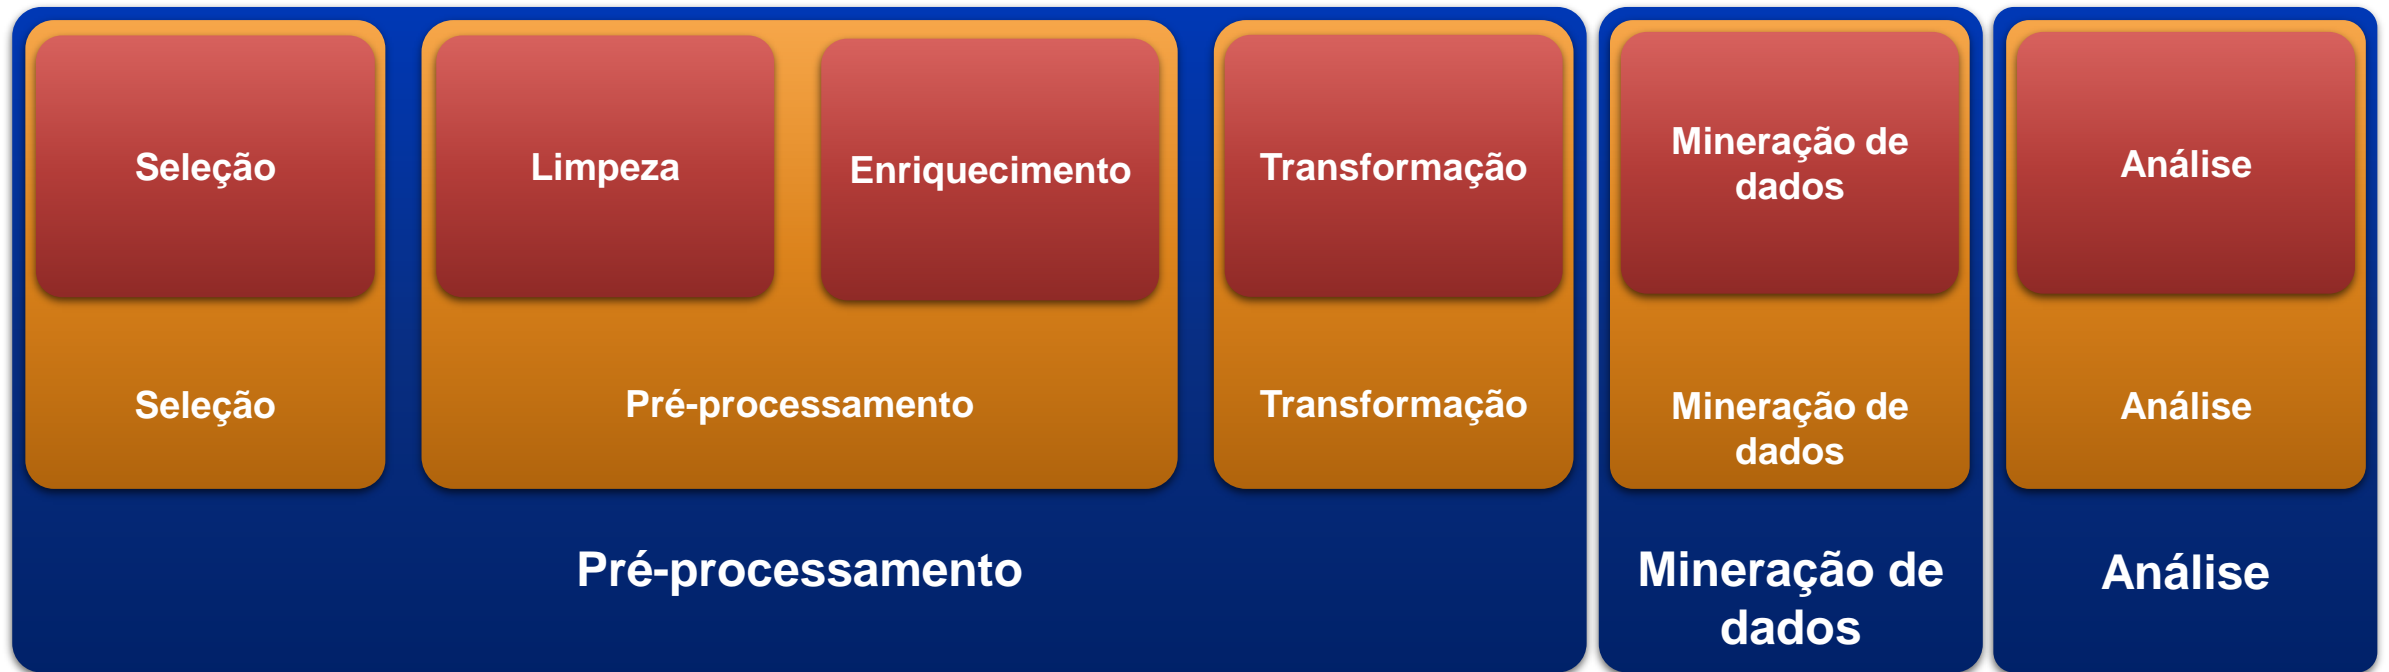 Seleção
Limpeza
Enriquecimento
Transformação
Mineração de
dados
Análise
Seleção
Pré-processamento
Transformação
Mineração de
dados
Análise
Pré-processamento
Mineração de
dados
Análise